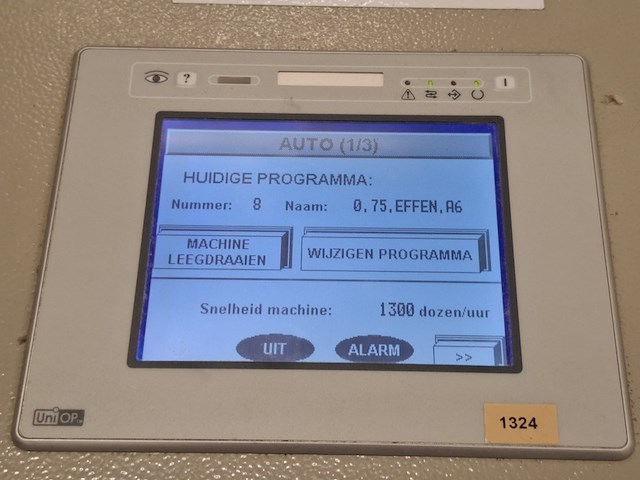 ?
I
AUTO (1/3)
HUIDIGE PROGRAMMA:
Nummer: 8 Naam: 0,75,EFFEN,A6
MACHINE LEEGDRAAIEN
WIJZIGEN PROGRAMMA
Snelheid machine: 1300 dozen/uur
UIT
ALARM
>>
UniOP
1324